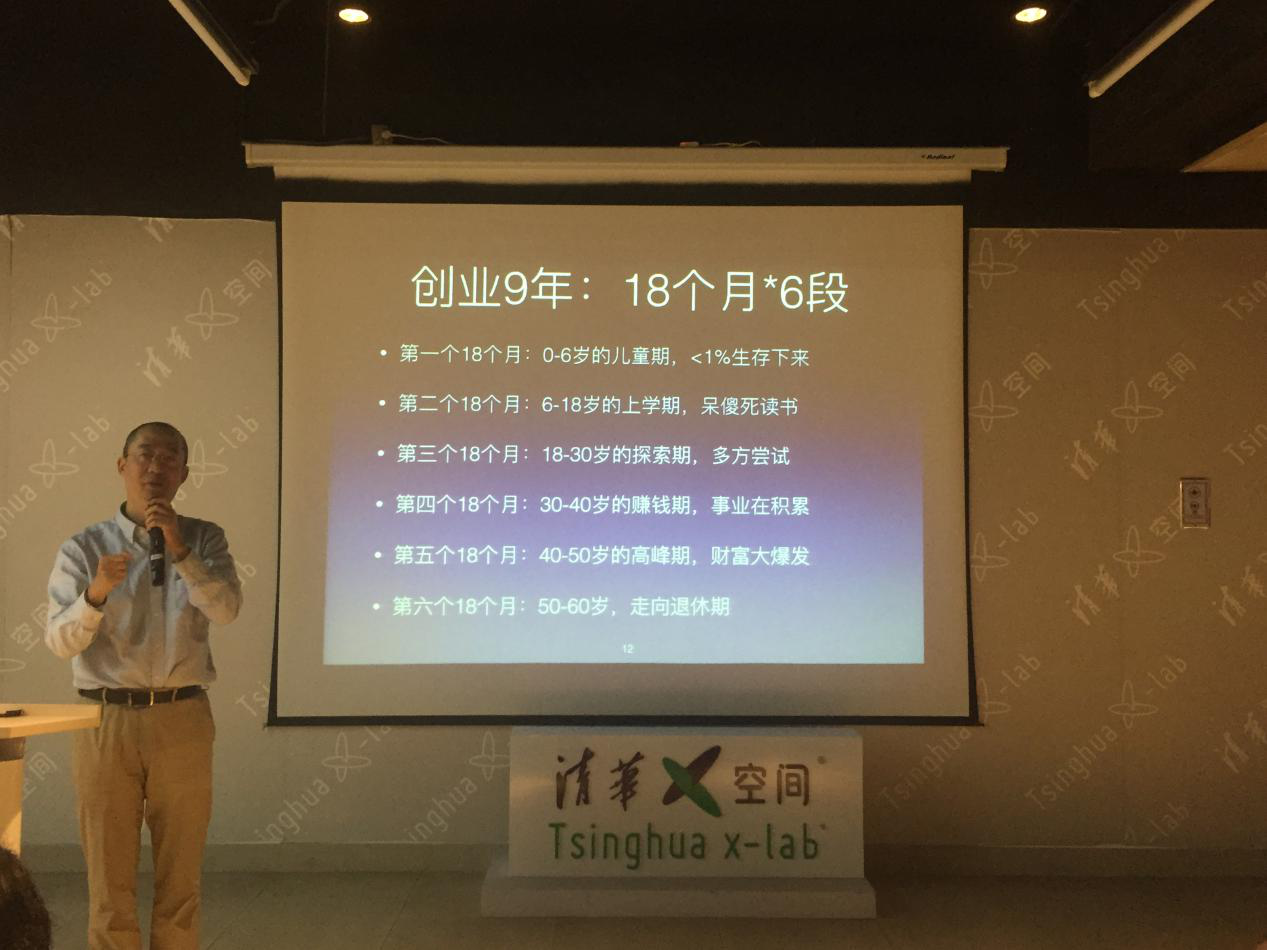 创业9年：18个月*6段
• 第一个18个月：0-6岁的儿童期，<1%生存下来
• 第二个18个月：6-18岁的上学期，呆傻死读书
• 第三个18个月：18-30岁的探索期，多方尝试
• 第四个18个月：30-40岁的赚钱期，事业在积累
• 第五个18个月：40-50岁的高峰期，财富大爆发
• 第六个18个月：50-60岁，走向退休期
12
清華 空间
Tsinghua x-lab